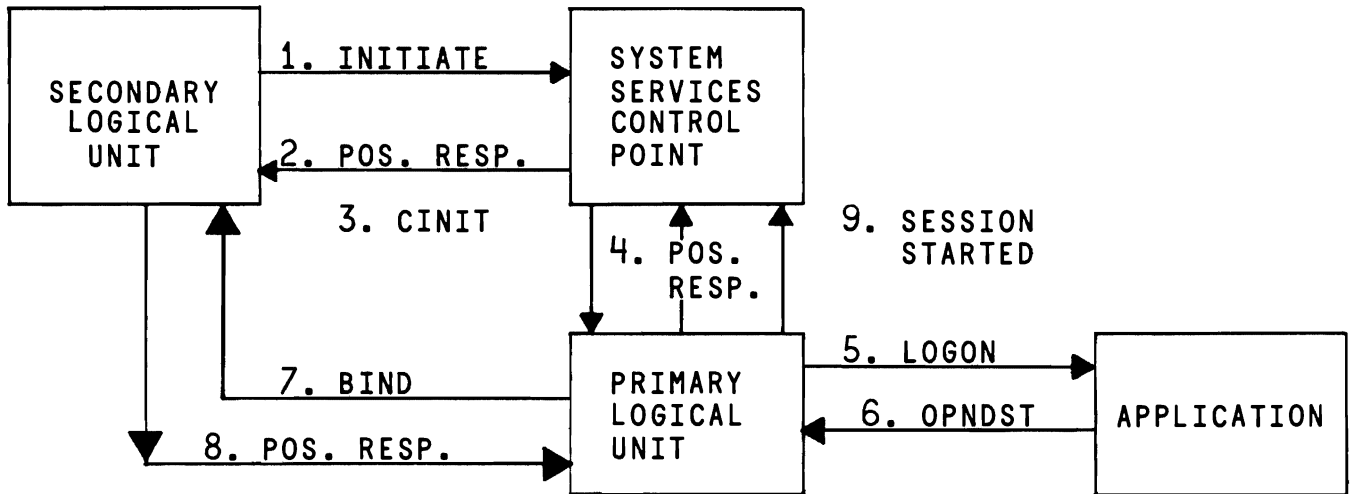 SECONDARY
LOGICAL
UNIT
1. INITIATE
2. POS. RESP.
SYSTEM
SERVICES
CONTROL
POINT
3. CINIT
4. POS.
RESP.
9. SESSION
STARTED
5. LOGON
6. OPNDST
7. BIND
8. POS. RESP.
PRIMARY
LOGICAL
UNIT
APPLICATION